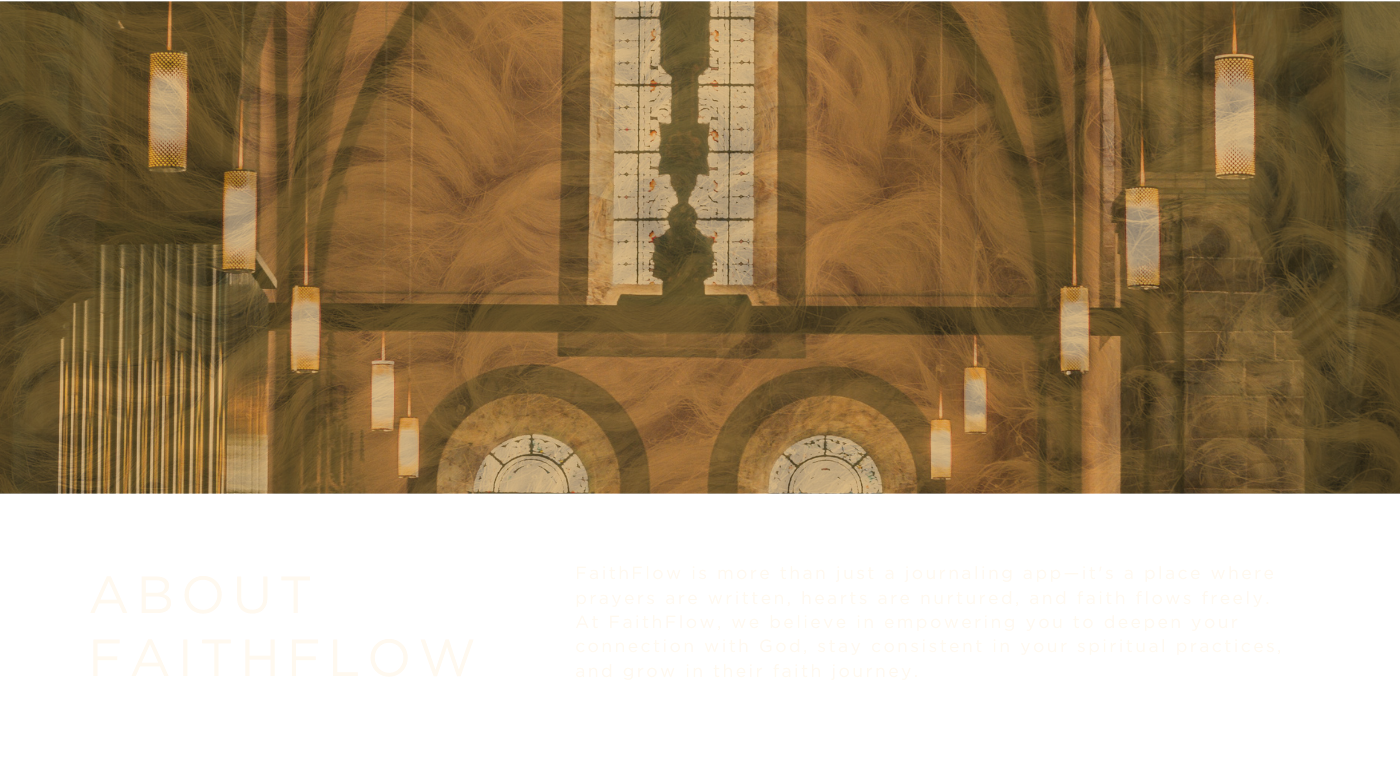 ABOUT
FAITHFLOW
FaithFlow is more than just a journaling app—it's a place where
prayers are written, hearts are nurtured, and faith flows freely.
At FaithFlow, we believe in empowering you to deepen your
connection with God, stay consistent in your spiritual practices,
and grow in their faith journey.